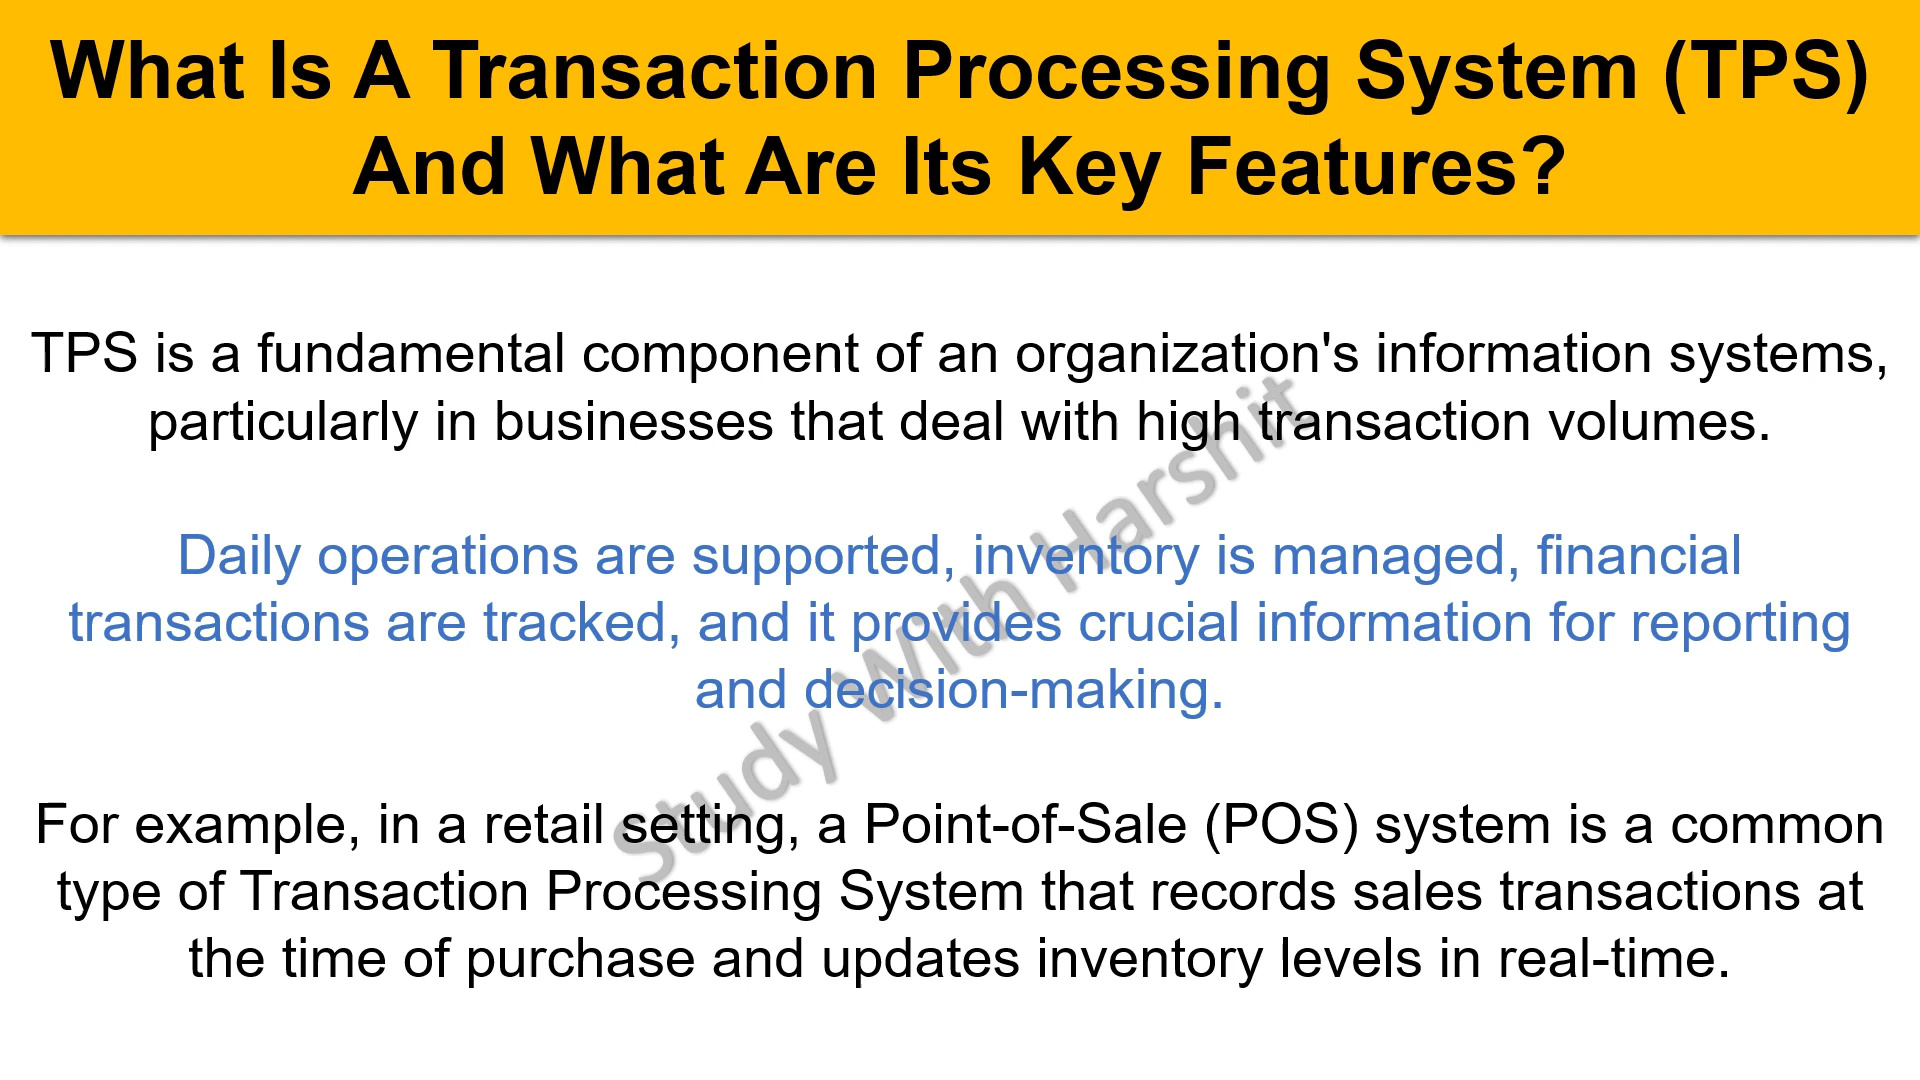 What Is A Transaction Processing System (TPS)
And What Are Its Key Features?
TPS is a fundamental component of an organization's information systems,
particularly in businesses that deal with high transaction volumes.
Daily operations are supported, inventory is managed, financial
transactions are tracked, and it provides crucial information for reporting
and decision-making.
For example, in a retail setting, a Point-of-Sale (POS) system is a common
type of Transaction Processing System that records sales transactions at
the time of purchase and updates inventory levels in real-time.
Study With Harshit